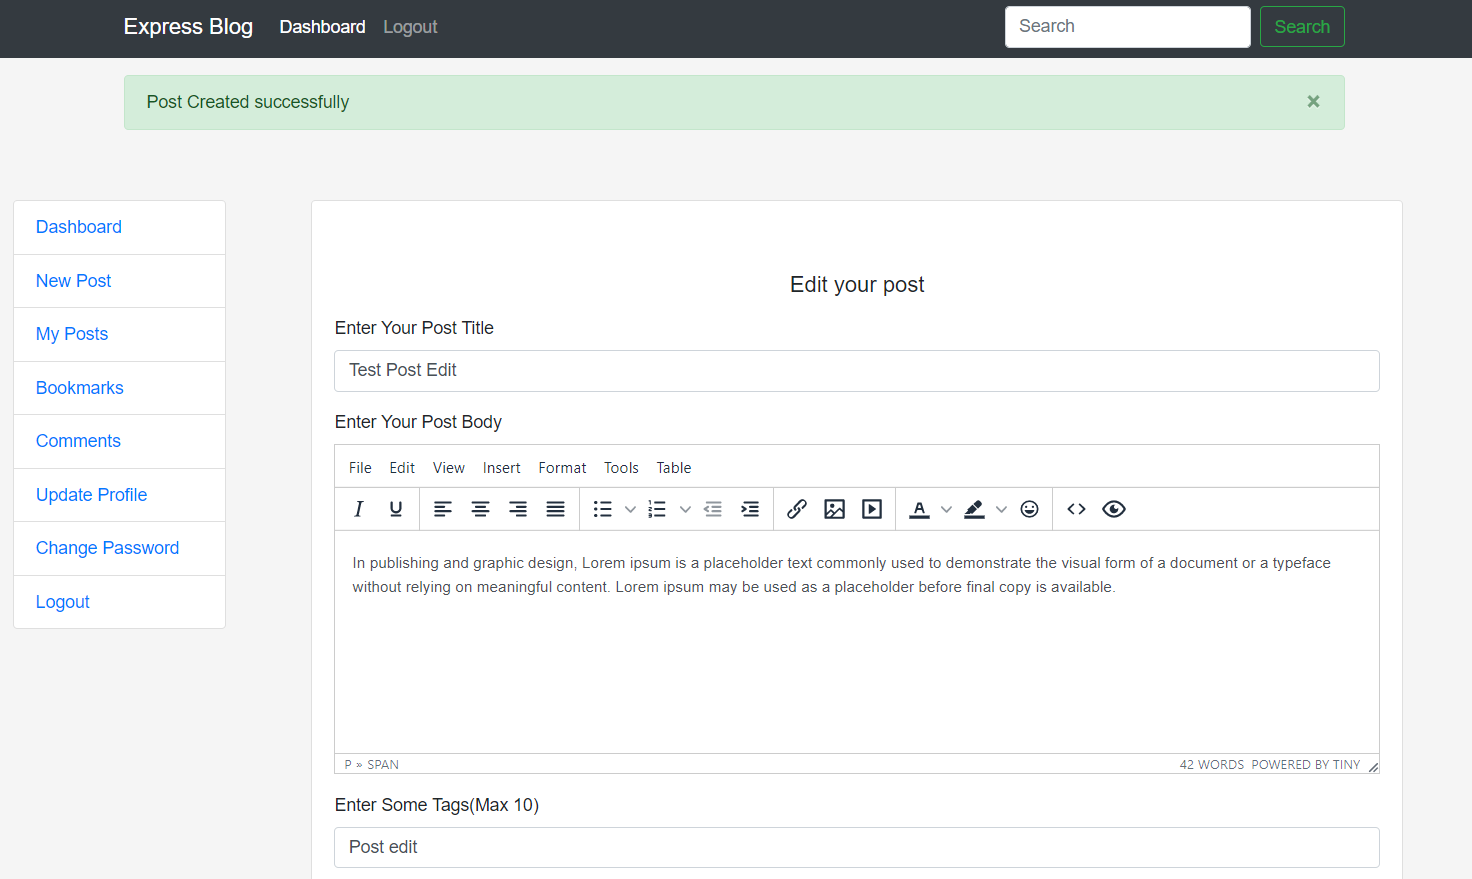 Express Blog Dashboard Logout Search Search
Post Created successfully ×
Dashboard
New Post
My Posts
Bookmarks
Comments
Update Profile
Change Password
Logout
Edit your post
Enter Your Post Title
Test Post Edit
Enter Your Post Body
File Edit View Insert Format Tools Table
In publishing and graphic design, Lorem ipsum is a placeholder text commonly used to demonstrate the visual form of a document or a typeface
without relying on meaningful content. Lorem ipsum may be used as a placeholder before final copy is available.
P » SPAN 42 WORDS POWERED BY TINY
Enter Some Tags(Max 10)
Post edit